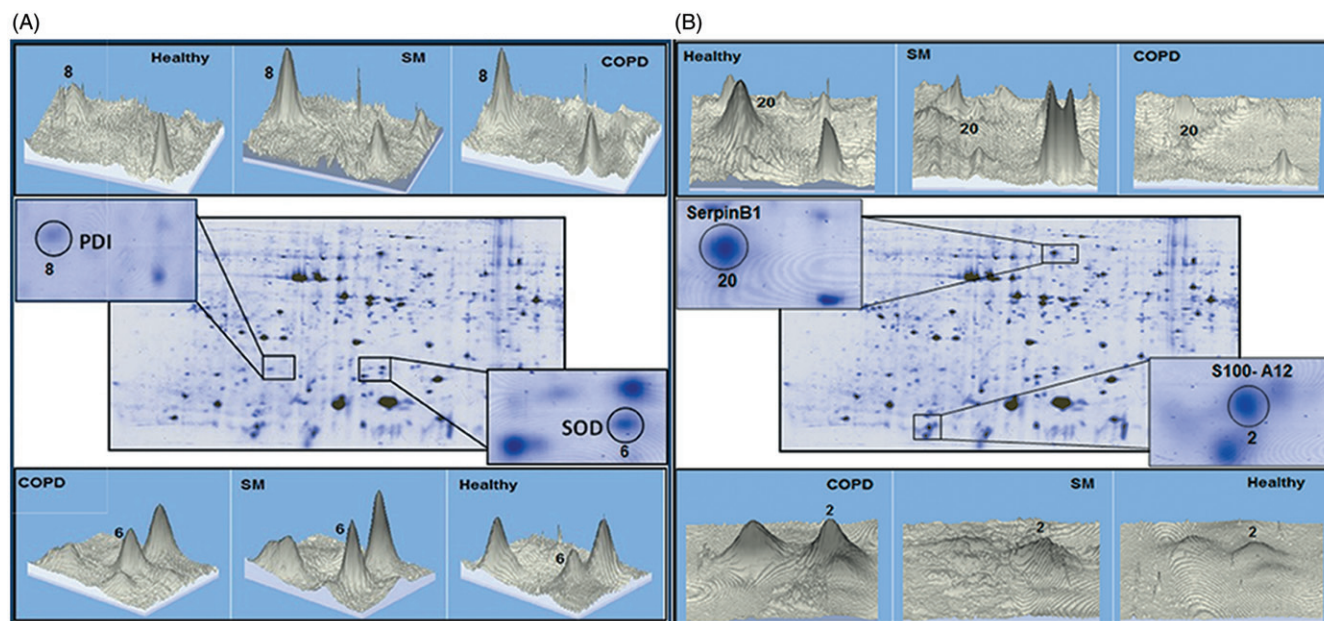 (A)
Healthy
SM
COPD
8
8
8
PDI
8
SOD
6
COPD
SM
Healthy
6
6
6
(B)
Healthy
SM
COPD
20
20
20
SerpinB1
20
S100- A12
2
COPD
SM
Healthy
2
2
2